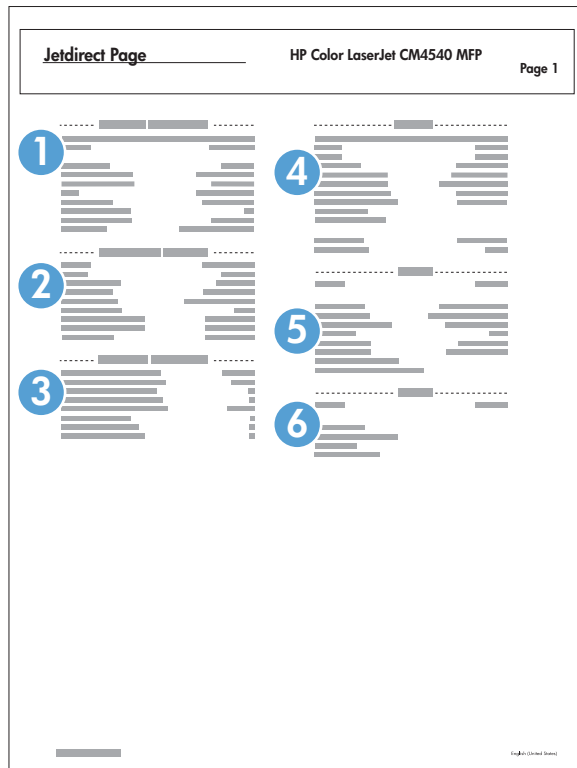 Jetdirect Page
HP Color LaserJet CM4540 MFP
Page 1
1
2
3
4
5
6
English (United States)